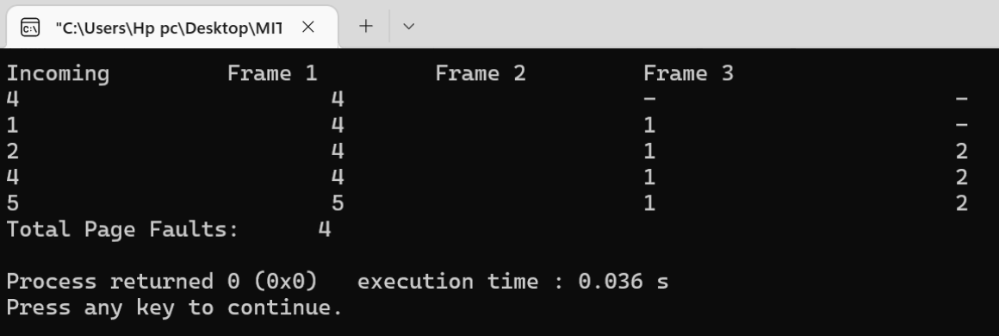 "C:\Users\Hp pc\Desktop\MIT
Incoming Frame 1 Frame 2 Frame 3
4 4 - -
1 4 1 -
2 4 1 2
4 4 1 2
5 5 1 2
Total Page Faults: 4
Process returned 0 (0x0) execution time : 0.036 s
Press any key to continue.